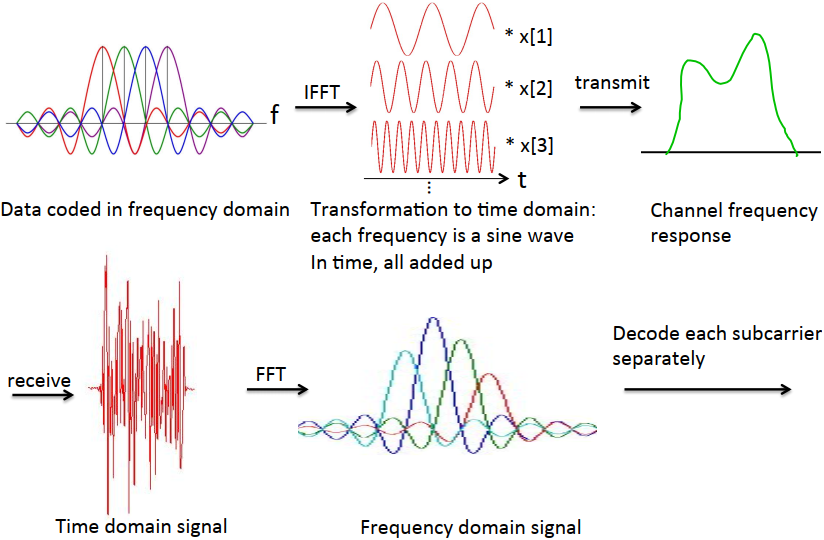 f
IFFT
* x[1]
* x[2]
* x[3]
t
transmit
Data coded in frequency domain
Transformation to time domain:
each frequency is a sine wave
In time, all added up
Channel frequency
response
receive
Time domain signal
FFT
Frequency domain signal
Decode each subcarrier
separately